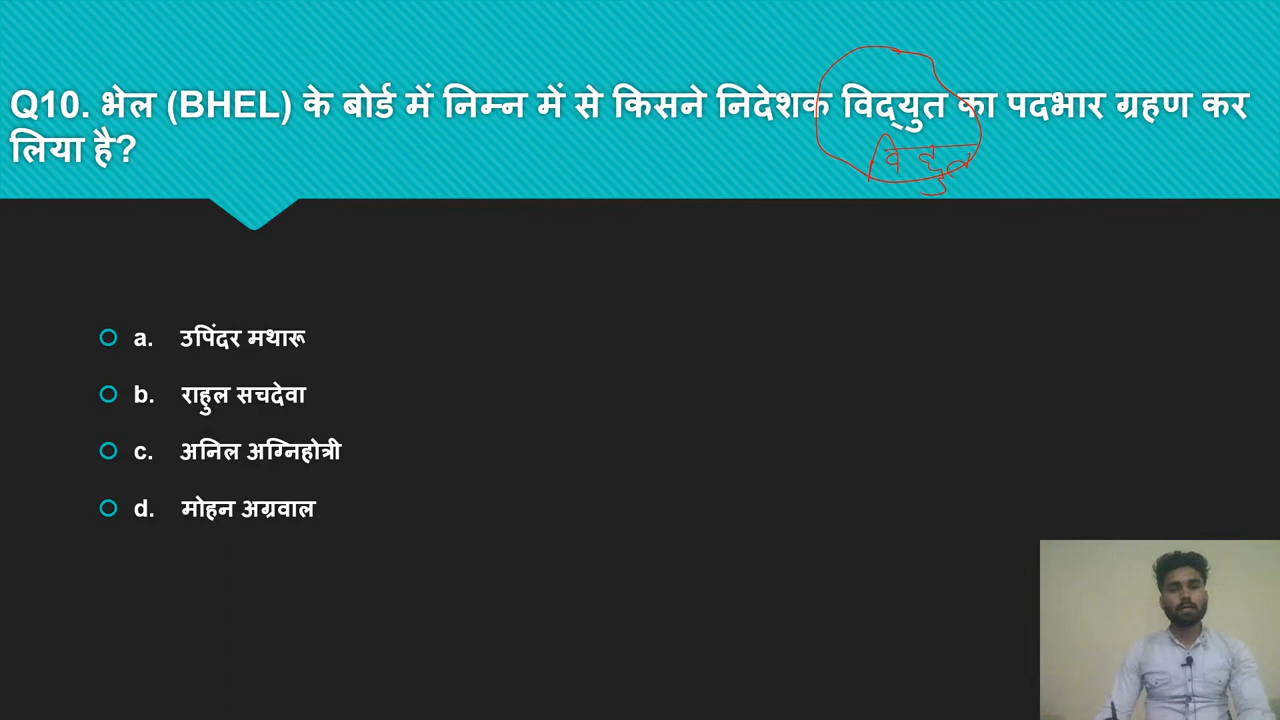 Q10. भेल (BHEL) के बोर्ड में निम्न में से किसने निदेशक विद्युत का पदभार ग्रहण कर
लिया है?
विद्युत
a. उपिंदर मथारू
b. राहुल सचदेवा
c. अनिल अग्निहोत्री
d. मोहन अग्रवाल